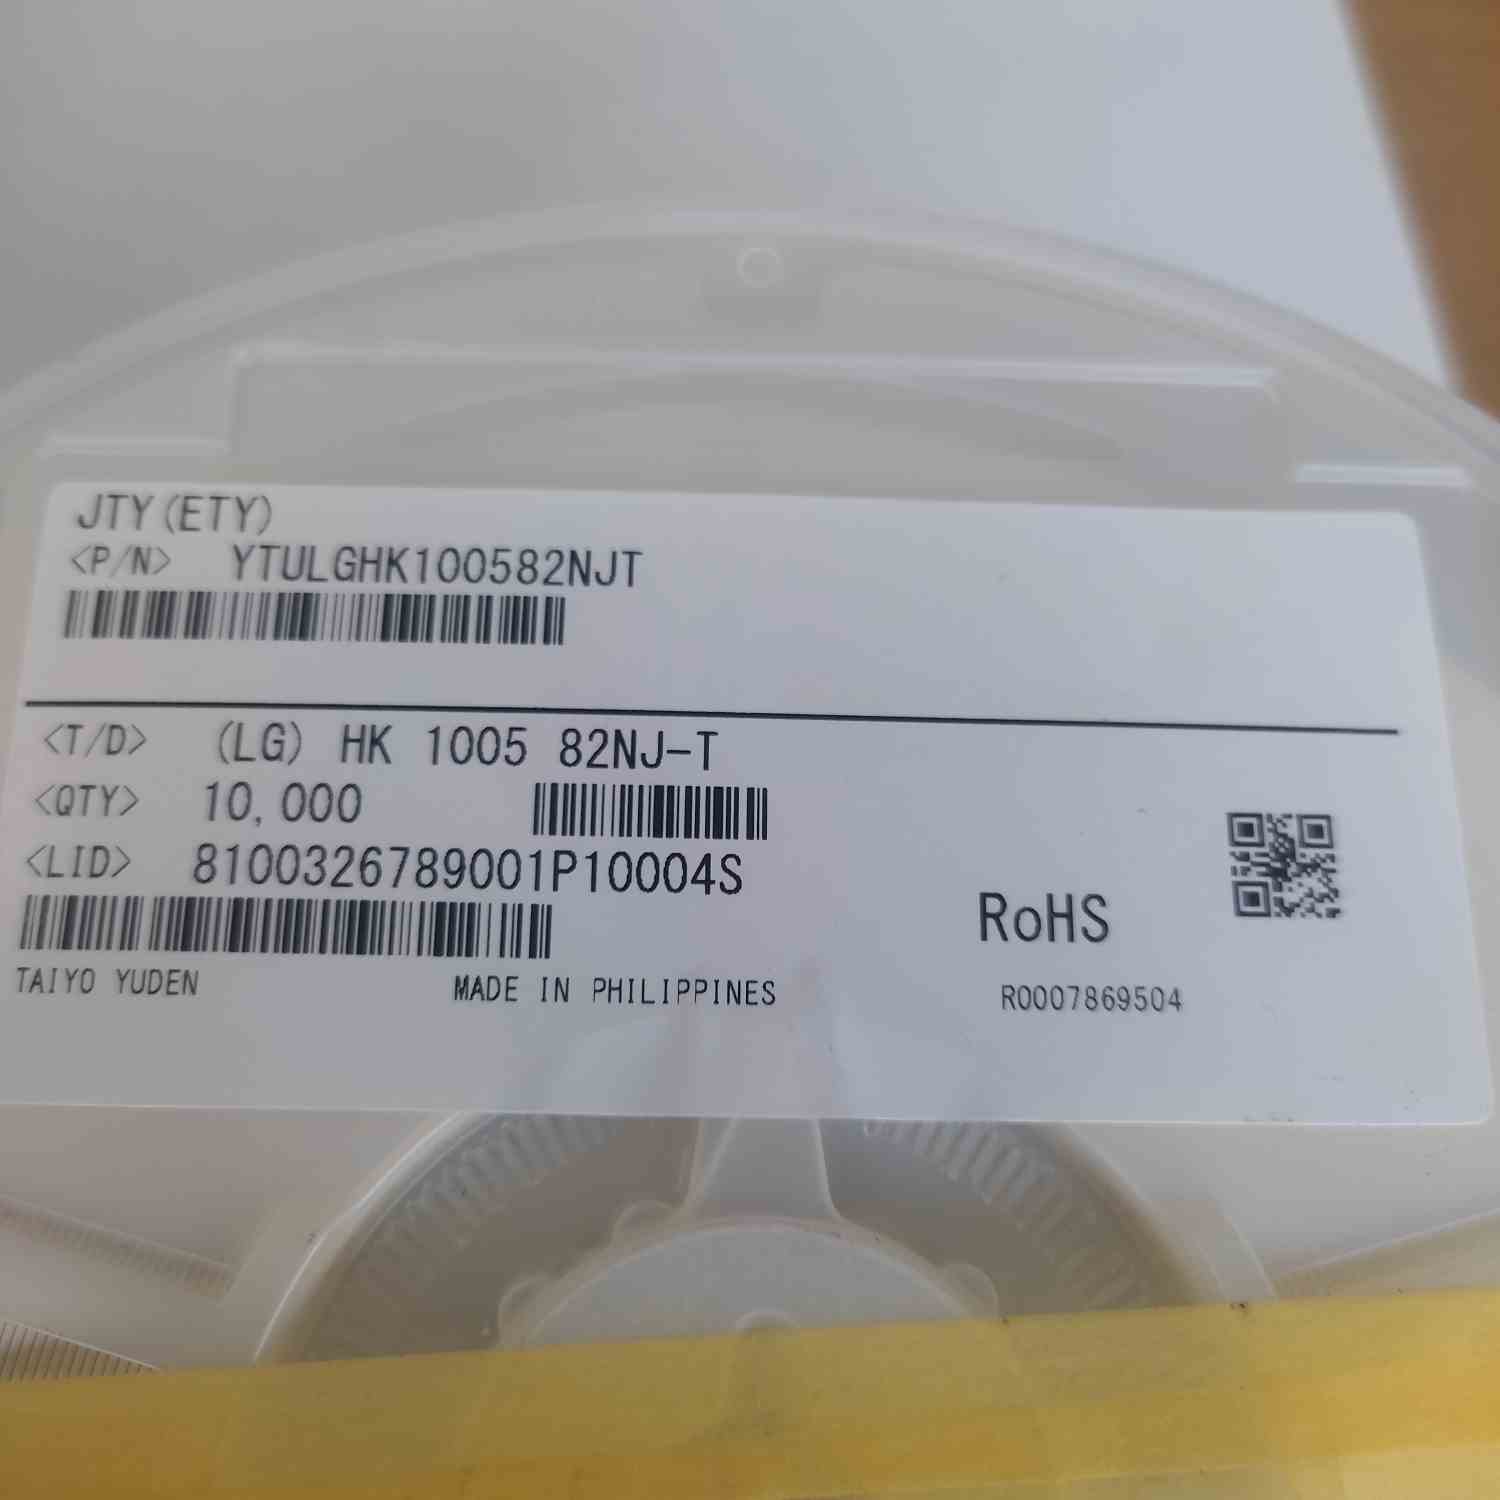 JTY(ETY)
<P/N> YTULGHK100582NJT
<T/D> (LG) HK 1005 82NJ-T
<QTY> 10,000
<LID> 8100326789001P10004S
RoHS
TAIYO YUDEN MADE IN PHILIPPINES R0007869504